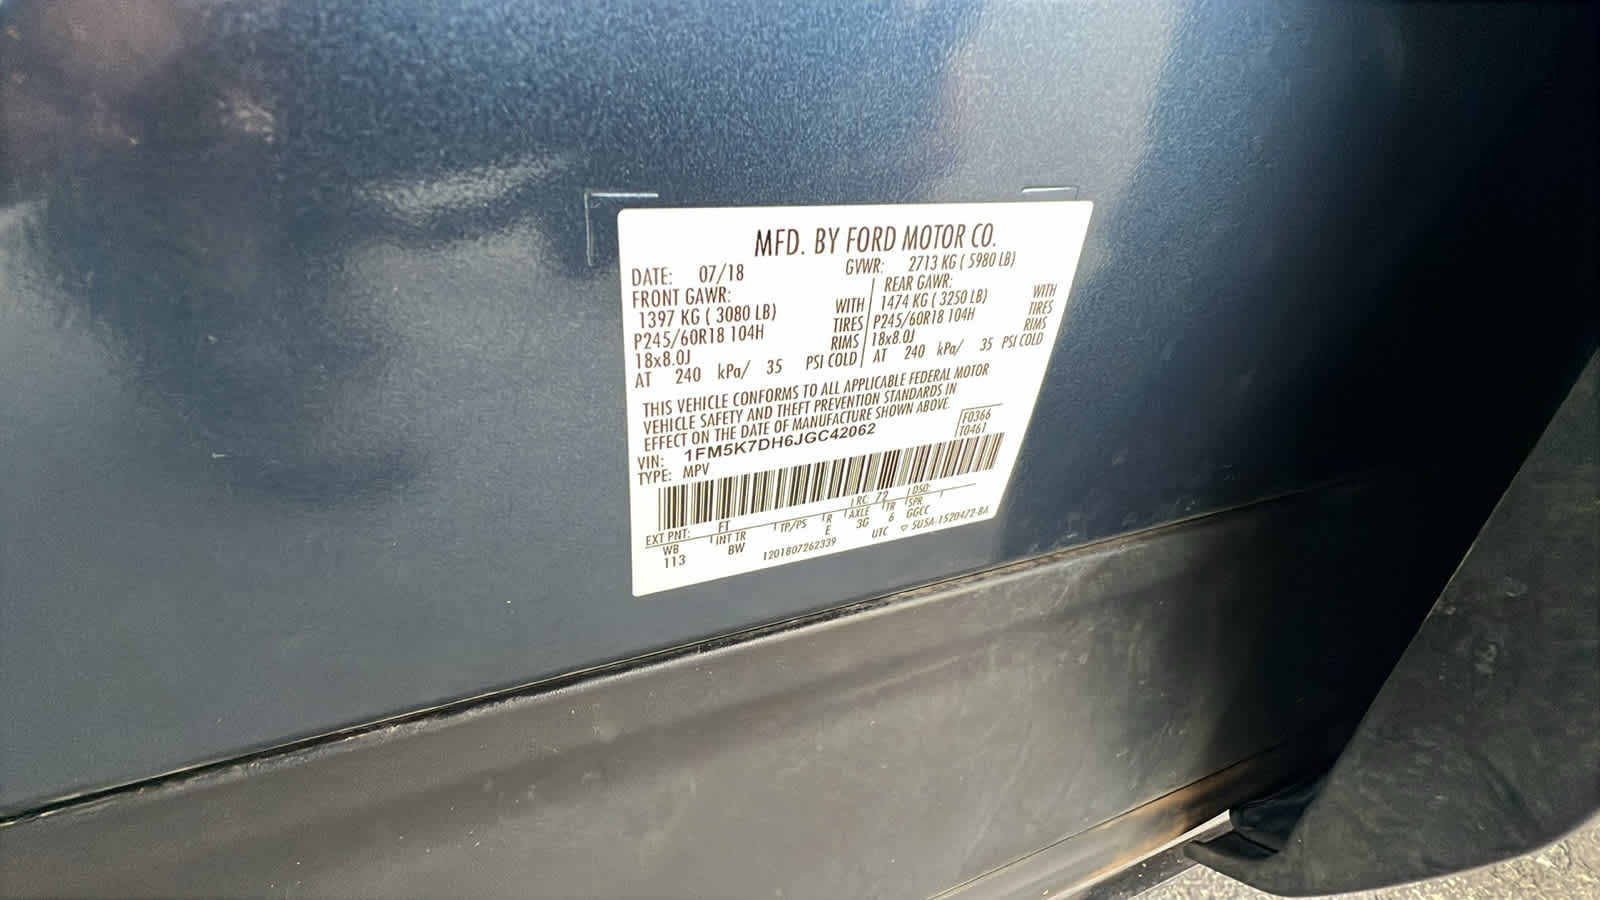 MFD. BY FORD MOTOR CO.
DATE: 07/18 GVWR: 2713 KG ( 5980 LB)
FRONT GAWR: REAR GAWR:
1397 KG ( 3080 LB) WITH 1474 KG ( 3250 LB) WITH
P245/60R18 104H TIRES P245/60R18 104H TIRES
18x8.0J RIMS 18x8.0J RIMS
AT 240 kPa/ 35 PSI COLD AT 240 kPa/ 35 PSI COLD
THIS VEHICLE CONFORMS TO ALL APPLICABLE FEDERAL MOTOR
VEHICLE SAFETY AND THEFT PREVENTION STANDARDS IN
EFFECT ON THE DATE OF MANUFACTURE SHOWN ABOVE.
F0366
T0461
VIN: 1FM5K7DH6JGC42062
TYPE: MPV
EXT PNT: FT RC: 72 DSO:
WB INT TR TP/PS R AXLE TR SPR
113 BW E 3G 6 GGCC
1201807262339 UTC ▽ 5U5A-1520472-BA